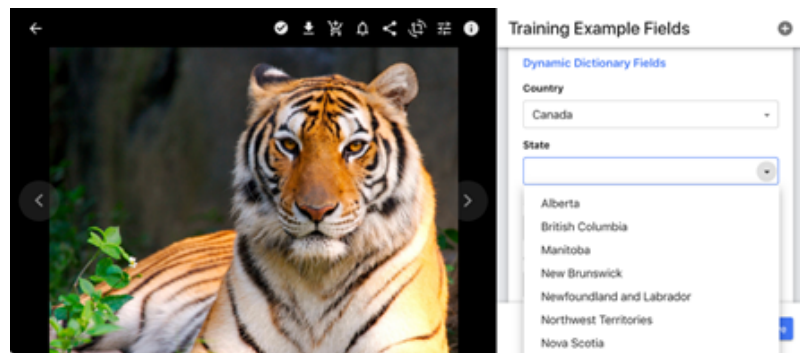 Training Example Fields
Dynamic Dictionary Fields
Country
Canada
State
Alberta
British Columbia
Manitoba
New Brunswick
Newfoundland and Labrador
Northwest Territories
Nova Scotia